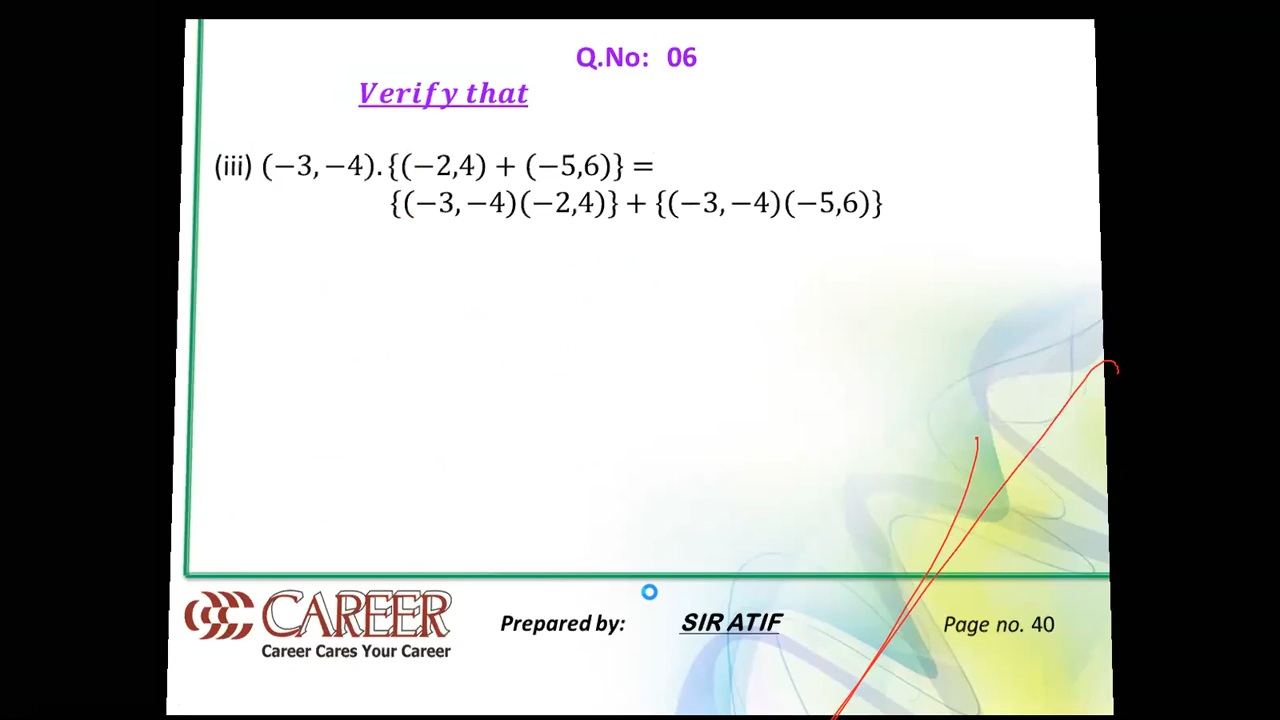 Q.No: 06
Verify that
(iii) (−3,−4).{(−2,4) + (−5,6)} =
{(−3,−4)(−2,4)} + {(−3,−4)(−5,6)}
CAREER
Career Cares Your Career
Prepared by: SIR ATIF
Page no. 40